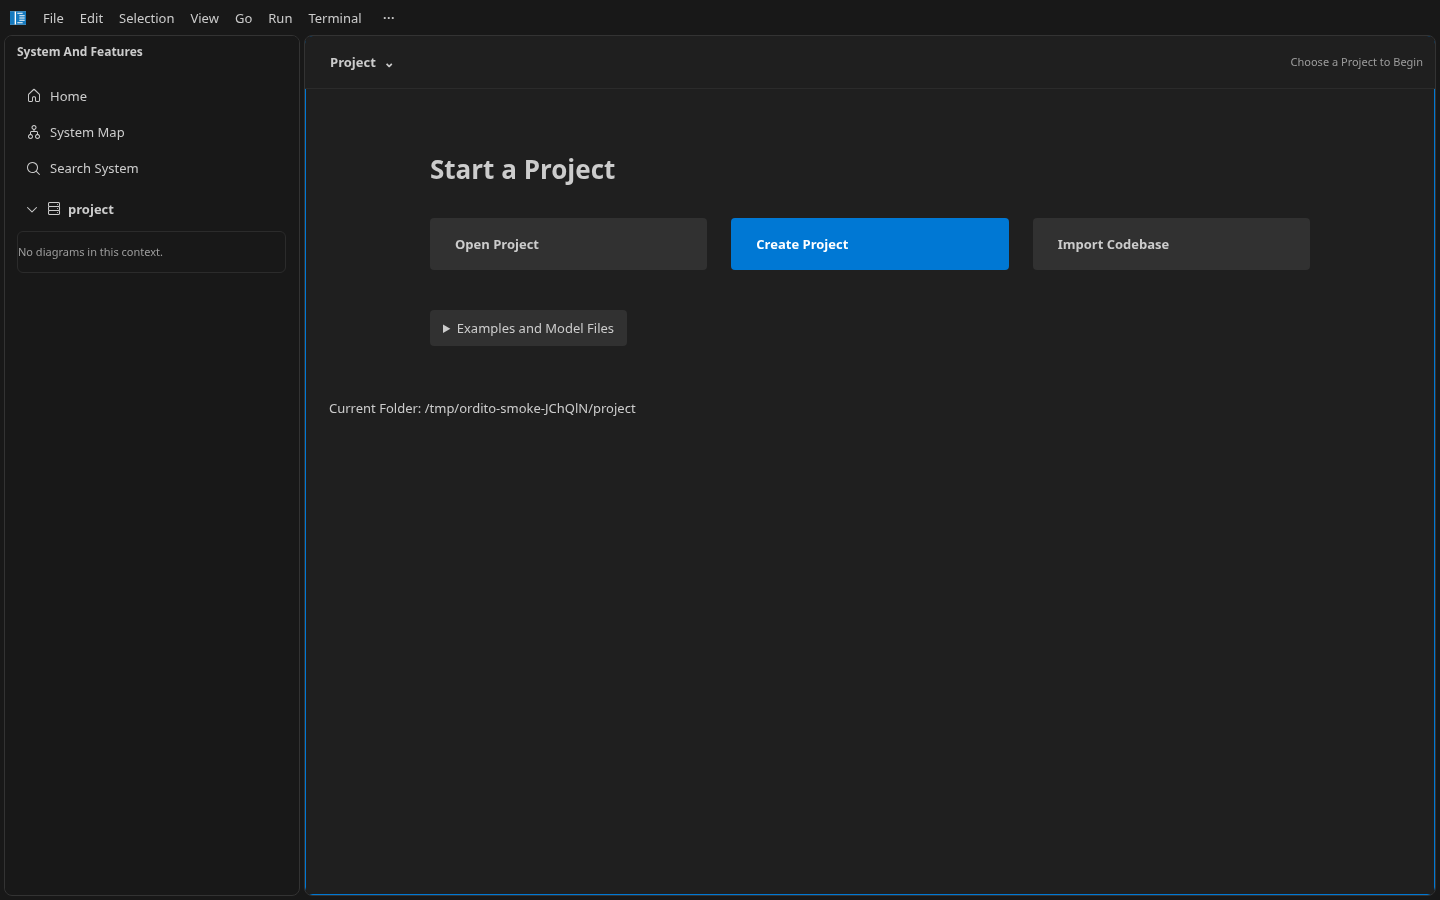 File Edit Selection View Go Run Terminal ···
System And Features
Home
System Map
Search System
project
No diagrams in this context.
Project
Choose a Project to Begin
Start a Project
Open Project
Create Project
Import Codebase
Examples and Model Files
Current Folder: /tmp/ordito-smoke-JChQlN/project